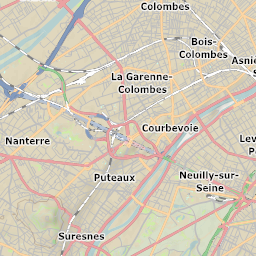 Colombes
Bois-
Colombes
Asni
s
La Garenne-
Colombes
Courbevoie
Nanterre
Lev
P
Neuilly-sur-
Seine
Puteaux
Suresnes